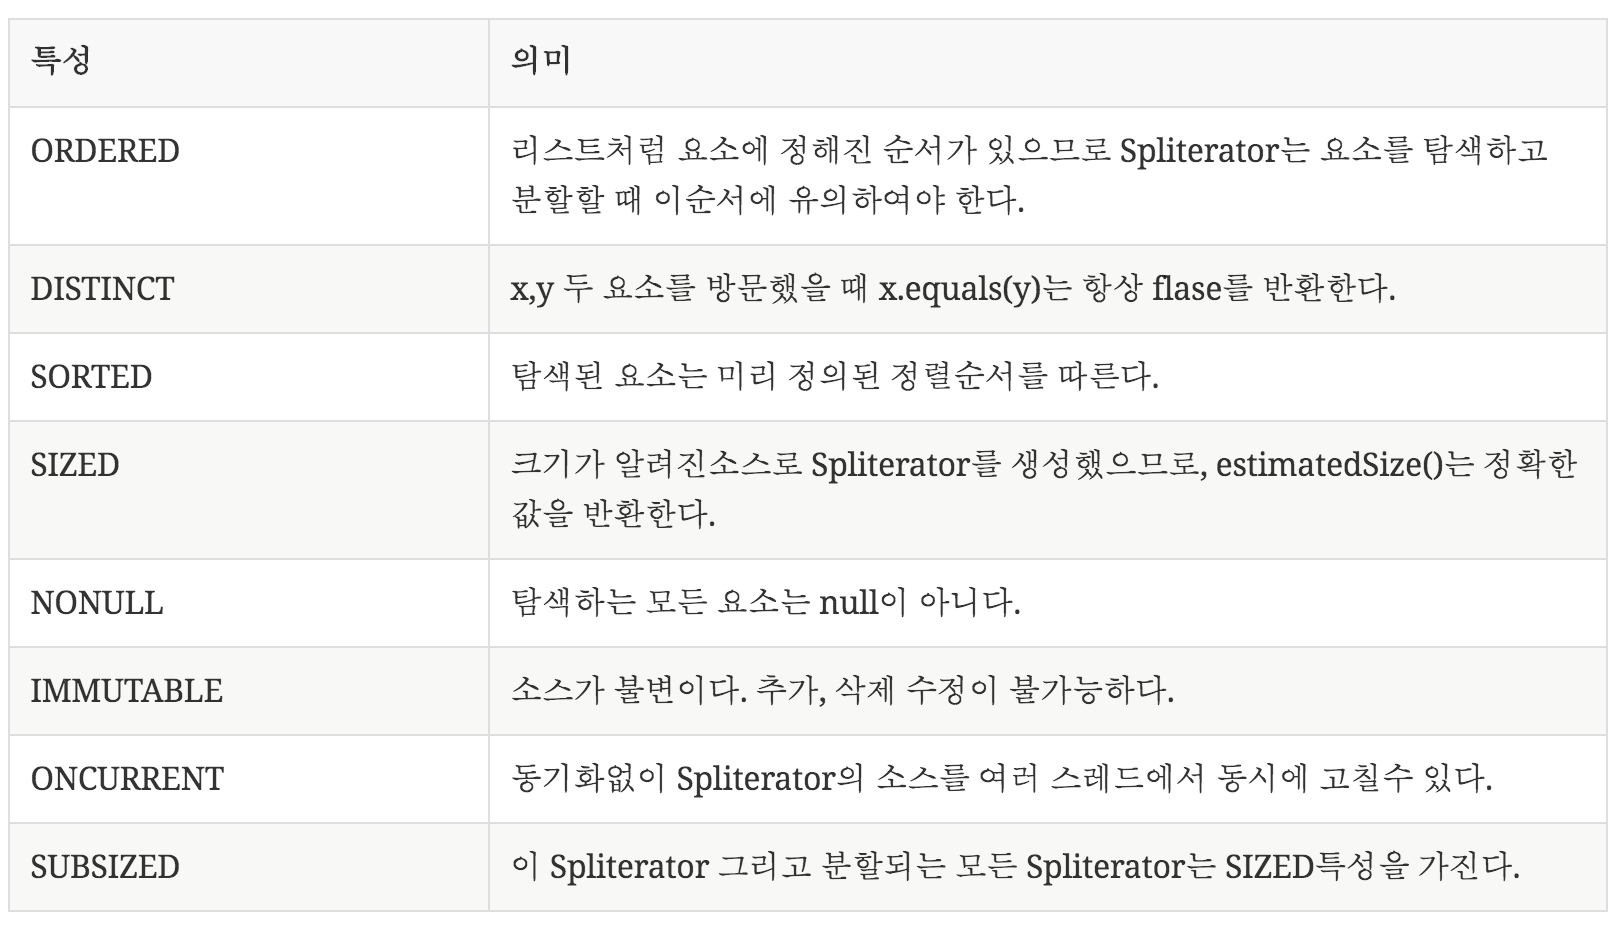 특성
의미
ORDERED
리스트처럼 요소에 정해진 순서가 있으므로 Spliterator는 요소를 탐색하고
분할할 때 이순서에 유의하여야 한다.
DISTINCT
x,y 두 요소를 방문했을 때 x.equals(y)는 항상 flase를 반환한다.
SORTED
탐색된 요소는 미리 정의된 정렬순서를 따른다.
SIZED
크기가 알려진소스로 Spliterator를 생성했으므로, estimatedSize()는 정확한
값을 반환한다.
NONULL
탐색하는 모든 요소는 null이 아니다.
IMMUTABLE
소스가 불변이다. 추가, 삭제 수정이 불가능하다.
ONCURRENT
동기화없이 Spliterator의 소스를 여러 스레드에서 동시에 고칠수 있다.
SUBSIZED
이 Spliterator 그리고 분할되는 모든 Spliterator는 SIZED특성을 가진다.